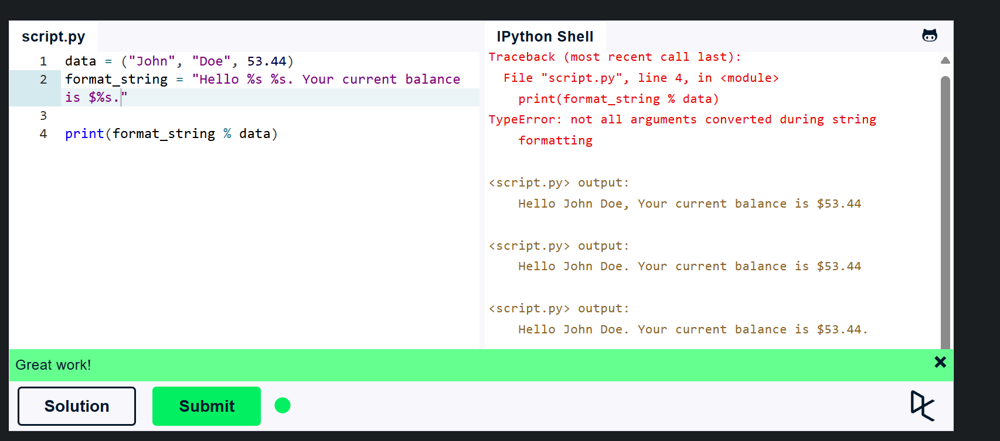 script.py
1 data = ("John", "Doe", 53.44)
2 format_string = "Hello %s %s. Your current balance
is $%s."
3
4 print(format_string % data)
IPython Shell
Traceback (most recent call last):
File "script.py", line 4, in <module>
print(format_string % data)
TypeError: not all arguments converted during string
formatting
<script.py> output:
Hello John Doe, Your current balance is $53.44
<script.py> output:
Hello John Doe. Your current balance is $53.44
<script.py> output:
Hello John Doe. Your current balance is $53.44.
Great work!
Solution
Submit